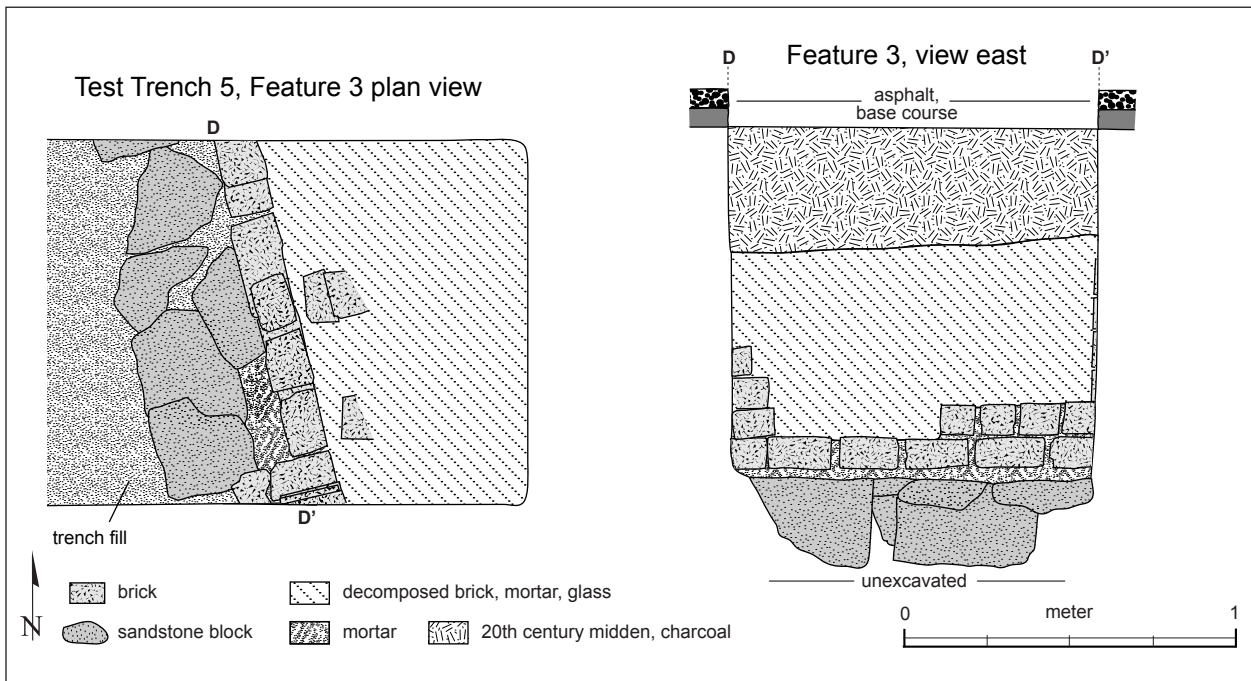 Test Trench 5, Feature 3 plan view
D
D'
trench fill
N
brick
sandstone block
decomposed brick, mortar, glass
mortar
20th century midden, charcoal
Feature 3, view east
D
D’
asphalt,
base course
unexcavated
0 meter 1